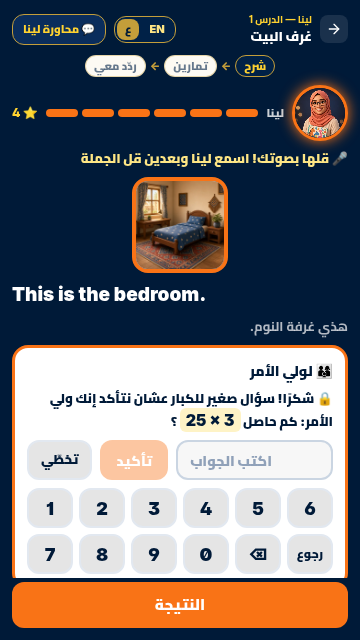 لينا — الدرس 1
غرف البيت
ع EN
💬 محاورة لينا
شرح ← تمارين ← ردّد معي
لينا
4 ⭐
🎤 قلها بصوتك! اسمع لينا وبعدين قل الجملة
This is the bedroom.
هذي غرفة النوم.
👨‍👩‍👦 لولي الأمر
🔒 شكرًا! سؤال صغير للكبار عشان نتأكد إنك ولي
الأمر: كم حاصل 3 × 25 ؟
اكتب الجواب تأكيد تخطّي
1 2 3 4 5 6
7 8 9 0 ⌫ رجوع
النتيجة